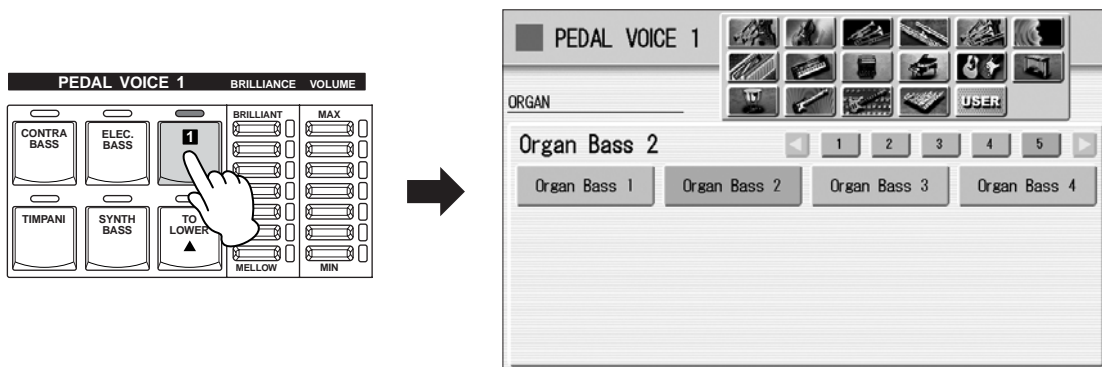 PEDAL VOICE 1
BRILLIANCE VOLUME
BRILLIANT
MAX
CONTRA
BASS
ELEC.
BASS
1
TIMPANI
SYNTH
BASS
TO
LOWER
MELLOW
MIN
PEDAL VOICE 1
ORGAN
USER
Organ Bass 2
1 2 3 4 5
Organ Bass 1 Organ Bass 2 Organ Bass 3 Organ Bass 4